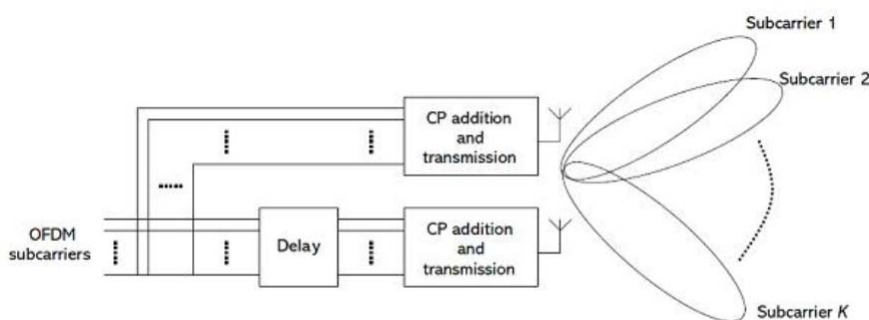 Subcarrier 1
Subcarrier 2
CP addition
and
transmission
OFDM
subcarriers
Delay
CP addition
and
transmission
Subcarrier K